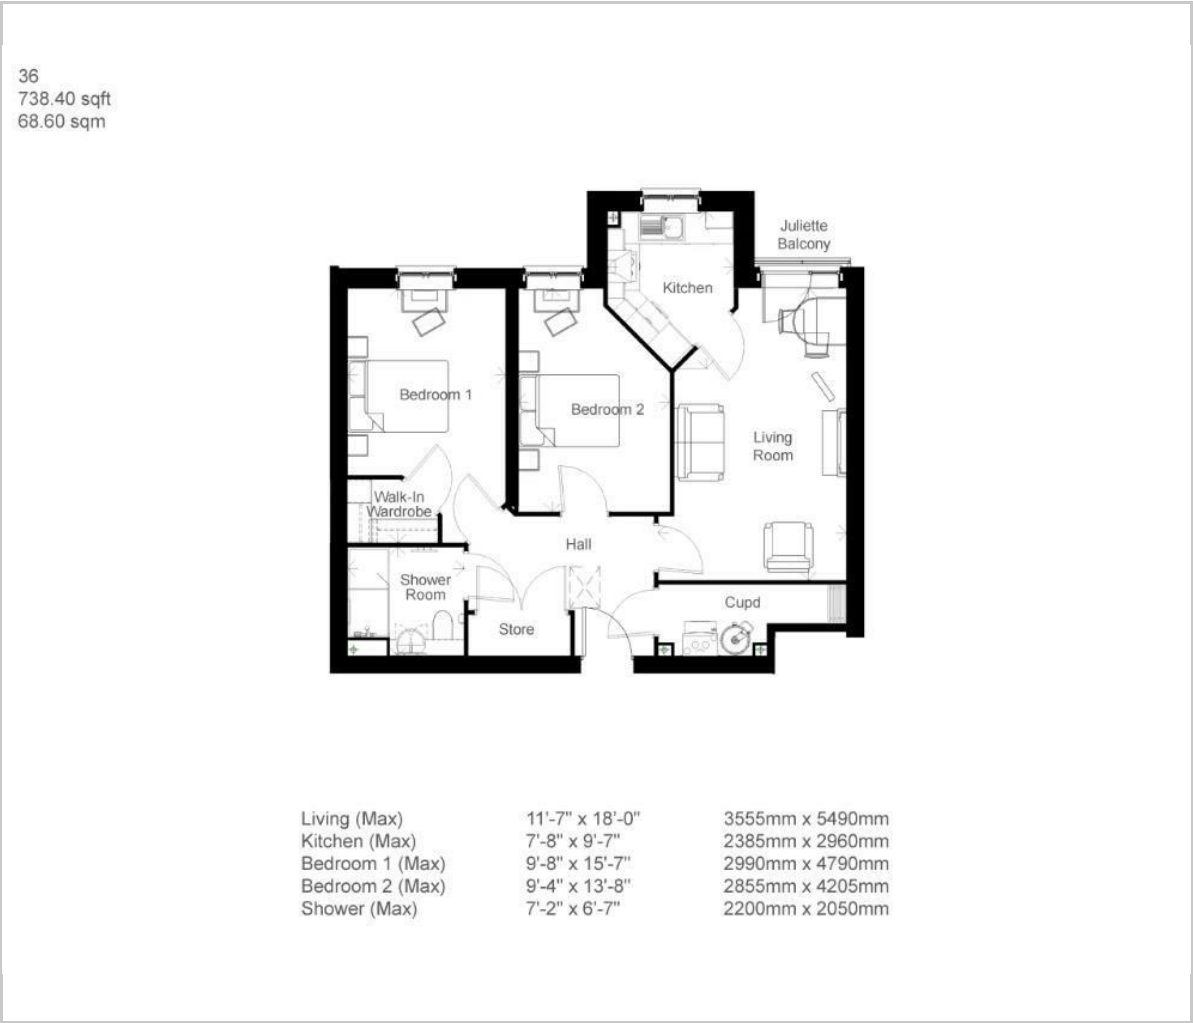 36
738.40 sqft
68.60 sqm
Juliette
Balcony
Kitchen
Bedroom 1
Bedroom 2
Living
Room
Walk-In
Wardrobe
Hall
Shower
Room
Cupd
Store
Living (Max) 11'-7" x 18'-0" 3555mm x 5490mm
Kitchen (Max) 7'-8" x 9'-7" 2385mm x 2960mm
Bedroom 1 (Max) 9'-8" x 15'-7" 2990mm x 4790mm
Bedroom 2 (Max) 9'-4" x 13'-8" 2855mm x 4205mm
Shower (Max) 7'-2" x 6'-7" 2200mm x 2050mm